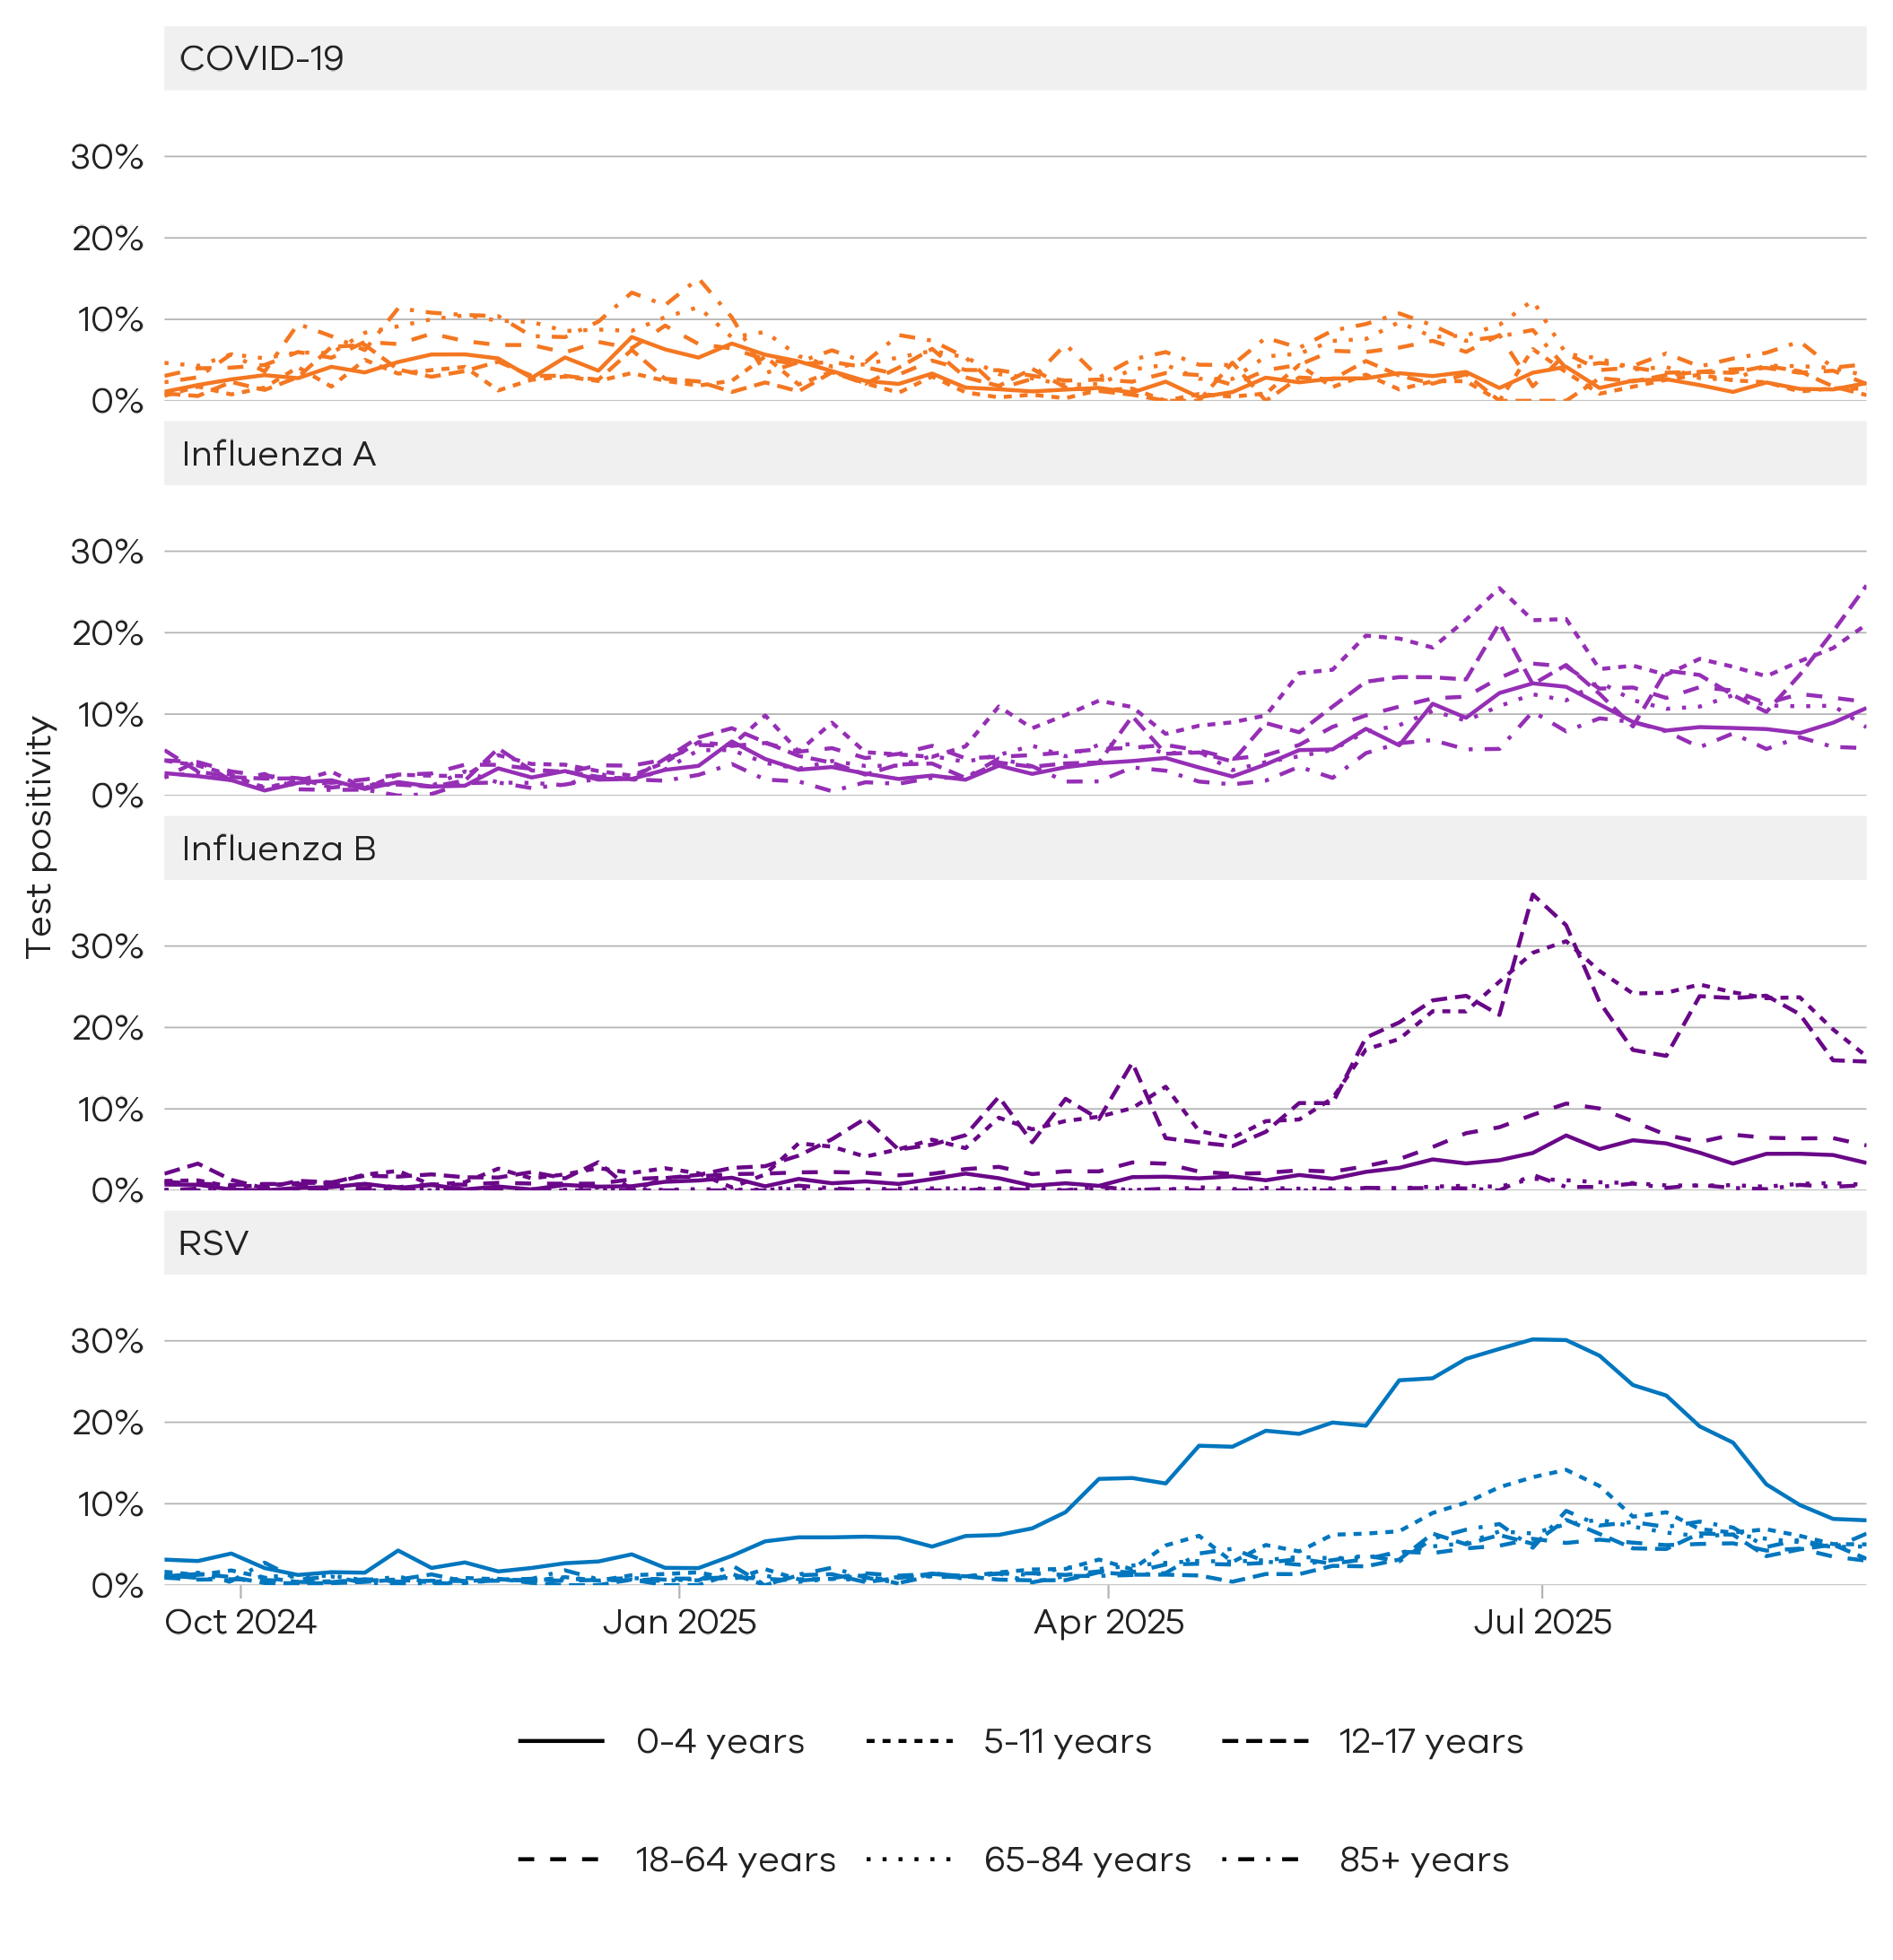 COVID-19
30%
20%
10%
0%
Influenza A
30%
20%
10%
0%
Influenza B
30%
20%
10%
0%
RSV
30%
20%
10%
0%
Test positivity
Oct 2024 Jan 2025 Apr 2025 Jul 2025
0-4 years 5-11 years 12-17 years
18-64 years 65-84 years 85+ years